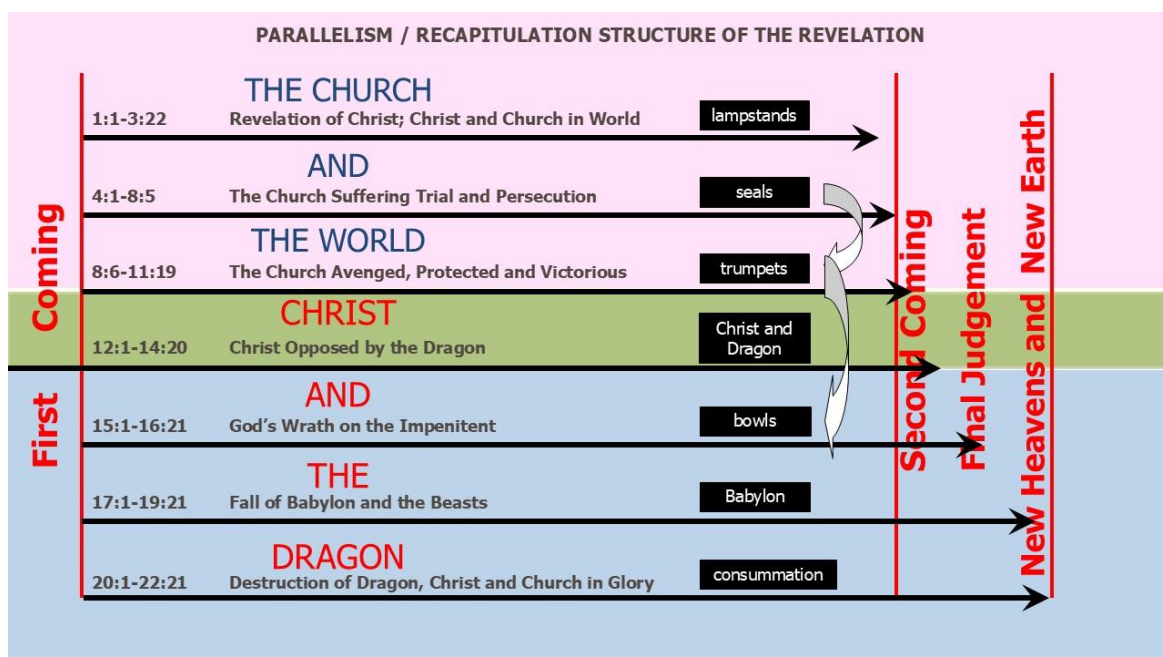 PARALLELISM / RECAPITULATION STRUCTURE OF THE REVELATION
THE CHURCH
1:1-3:22 Revelation of Christ; Christ and Church in World lampstands
AND
4:1-8:5 The Church Suffering Trial and Persecution seals
THE WORLD
8:6-11:19 The Church Avenged, Protected and Victorious trumpets
CHRIST
12:1-14:20 Christ Opposed by the Dragon Christ and
Dragon
AND
15:1-16:21 God's Wrath on the Impenitent bowls
THE
17:1-19:21 Fall of Babylon and the Beasts Babylon
DRAGON
20:1-22:21 Destruction of Dragon, Christ and Church in Glory consummation
First Coming
Second Coming
Final Judgement
New Heavens and New Earth